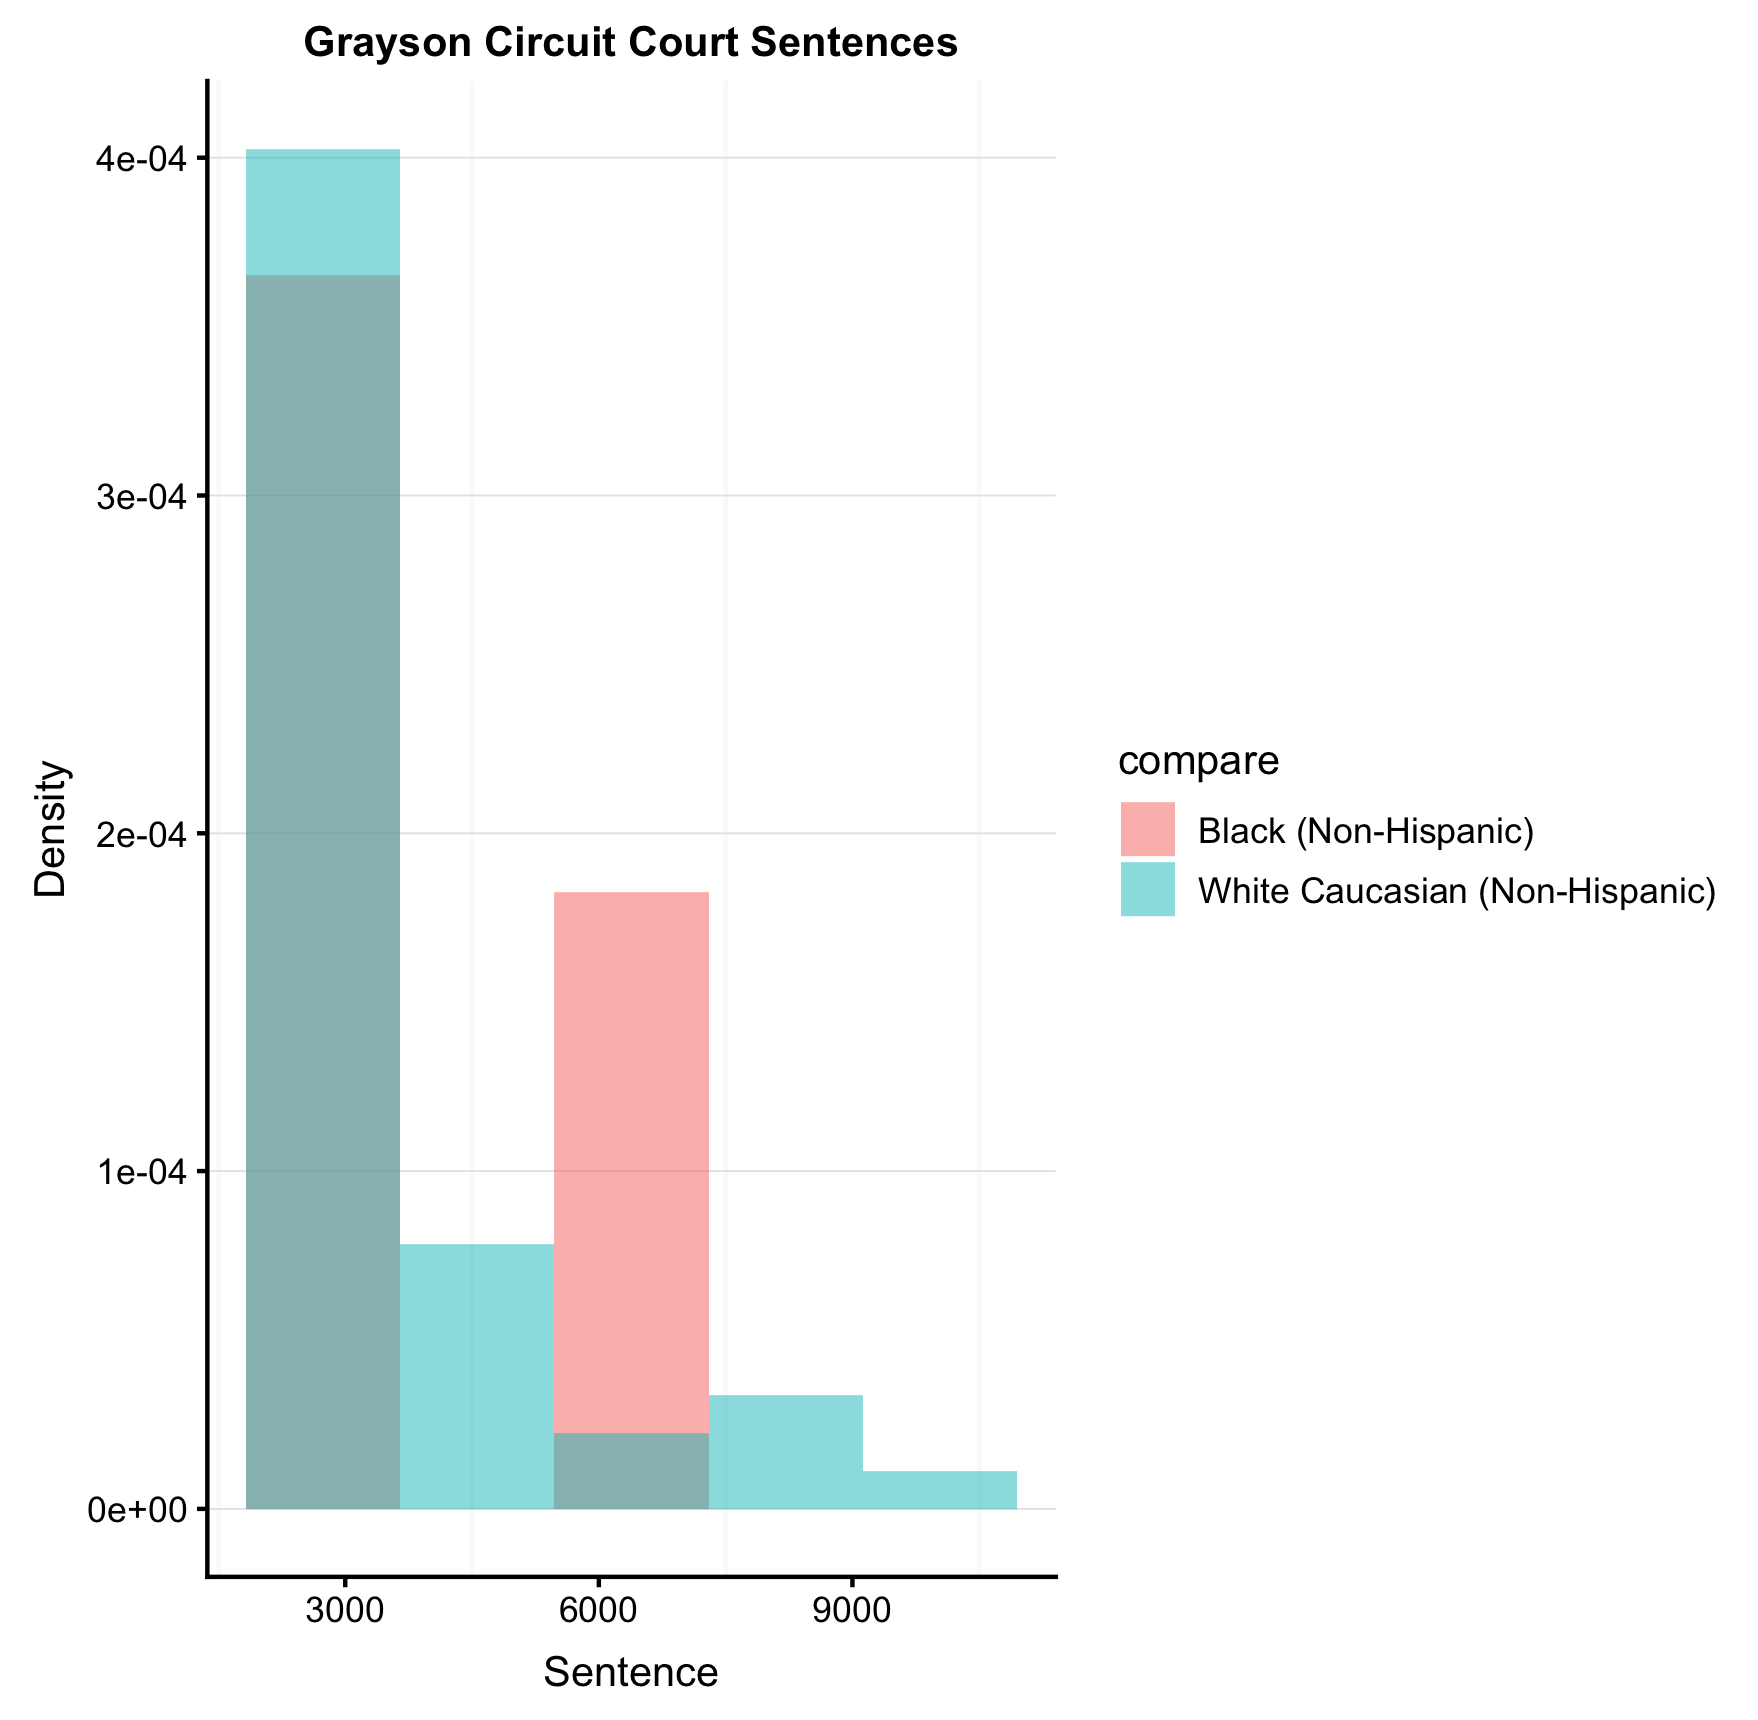 Grayson Circuit Court Sentences
4e-04
3e-04
2e-04
1e-04
0e+00
Density
3000
6000
9000
Sentence
compare
Black (Non-Hispanic)
White Caucasian (Non-Hispanic)